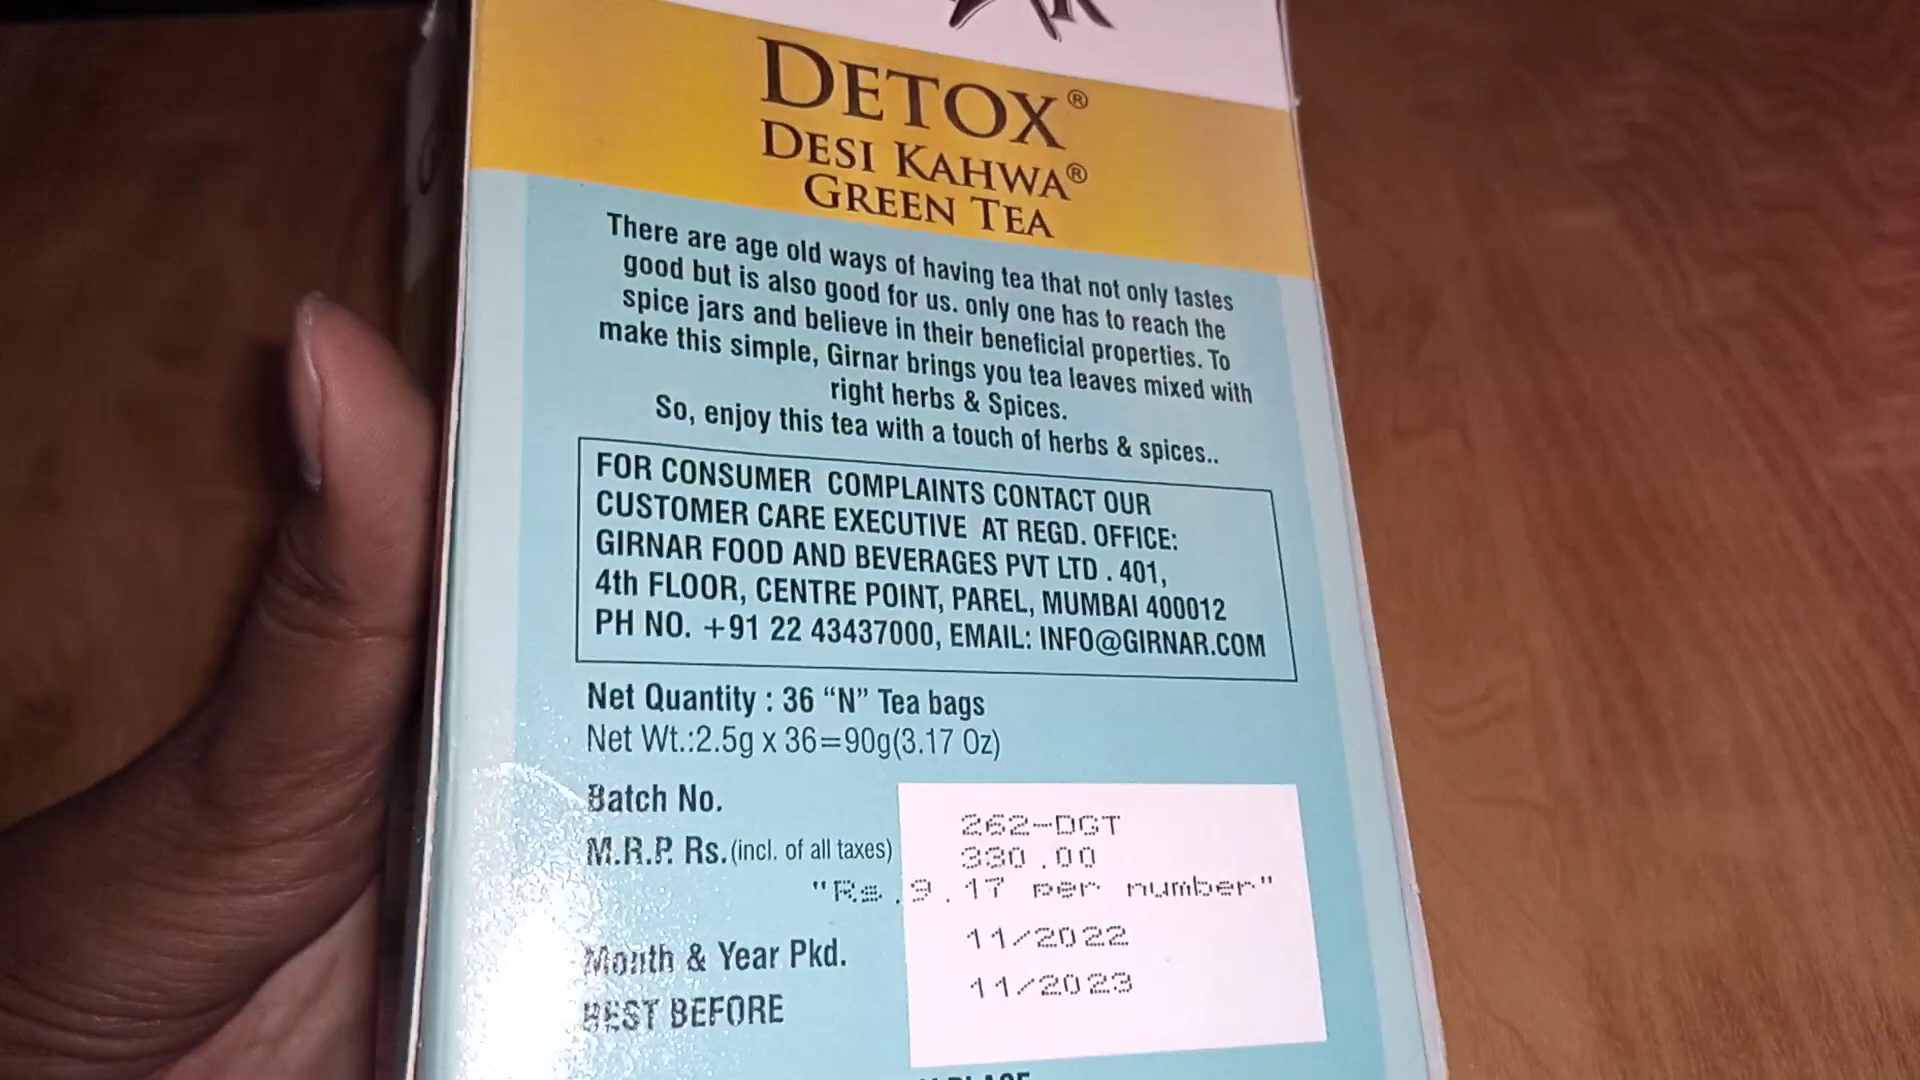 DETOX®
DESI KAHWA®
GREEN TEA
There are age old ways of having tea that not only tastes
good but is also good for us. only one has to reach the
spice jars and believe in their beneficial properties. To
make this simple, Girnar brings you tea leaves mixed with
right herbs & Spices.
So, enjoy this tea with a touch of herbs & spices..
FOR CONSUMER COMPLAINTS CONTACT OUR
CUSTOMER CARE EXECUTIVE AT REGD. OFFICE:
GIRNAR FOOD AND BEVERAGES PVT LTD . 401,
4th FLOOR, CENTRE POINT, PAREL, MUMBAI 400012
PH NO. +91 22 43437000, EMAIL: INFO@GIRNAR.COM
Net Quantity : 36 “N” Tea bags
Net Wt.:2.5g x 36=90g(3.17 Oz)
Batch No. 262-DGT
M.R.P. Rs. (incl. of all taxes) 330.00
"Rs.9.17 per number"
Month & Year Pkd. 11/2022
BEST BEFORE 11/2023